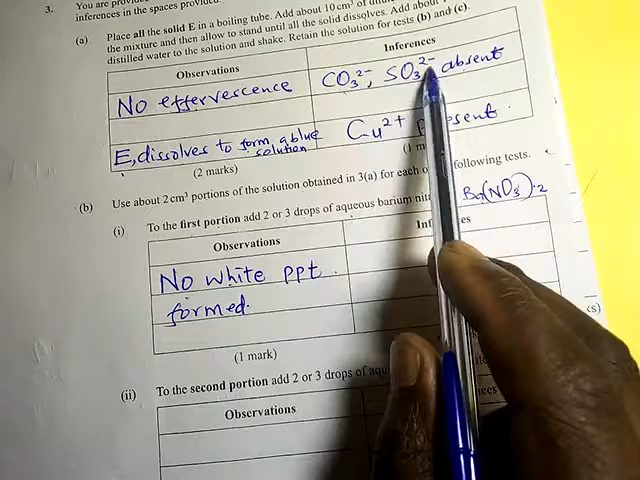 3. You are provided
inferences in the spaces provided
(a) Place all the solid E in a boiling tube. Add about 10 cm³ of
the mixture and then allow to stand until all the solid dissolves. Add about
distilled water to the solution and shake. Retain the solution for tests (b) and (c).
Observations Inferences
No effervescence CO₃²⁻, SO₃²⁻ absent
E, dissolves to form a blue solution Cu²⁺ present
(2 marks) (1
(b) Use about 2 cm³ portions of the solution obtained in 3(a) for each of following tests.
(i) To the first portion add 2 or 3 drops of aqueous barium Ba(NO₃)·2
Observations
No white ppt
formed.
(1 mark)
(ii) To the second portion add 2 or 3 drops of
Observations